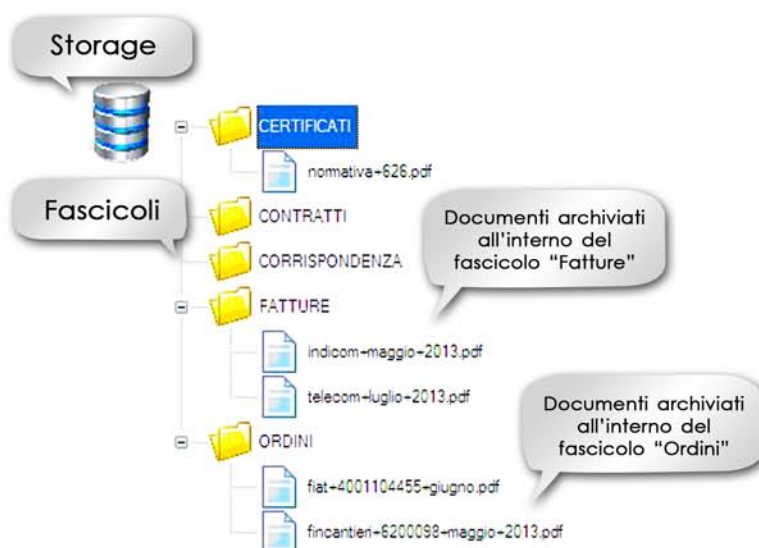 Storage
CERTIFICATI
normativa+626.pdf
Fascicoli
CONTRATTI
Documenti archiviati
all'interno del
fascicolo "Fatture"
CORRISPONDENZA
FATTURE
indicom+maggio+2013.pdf
telecom+luglio+2013.pdf
Documenti archiviati
all'interno del
fascicolo "Ordini"
ORDINI
fiat+4001104455+giugno.pdf
fincantieri+6200098+maggio+2013.pdf